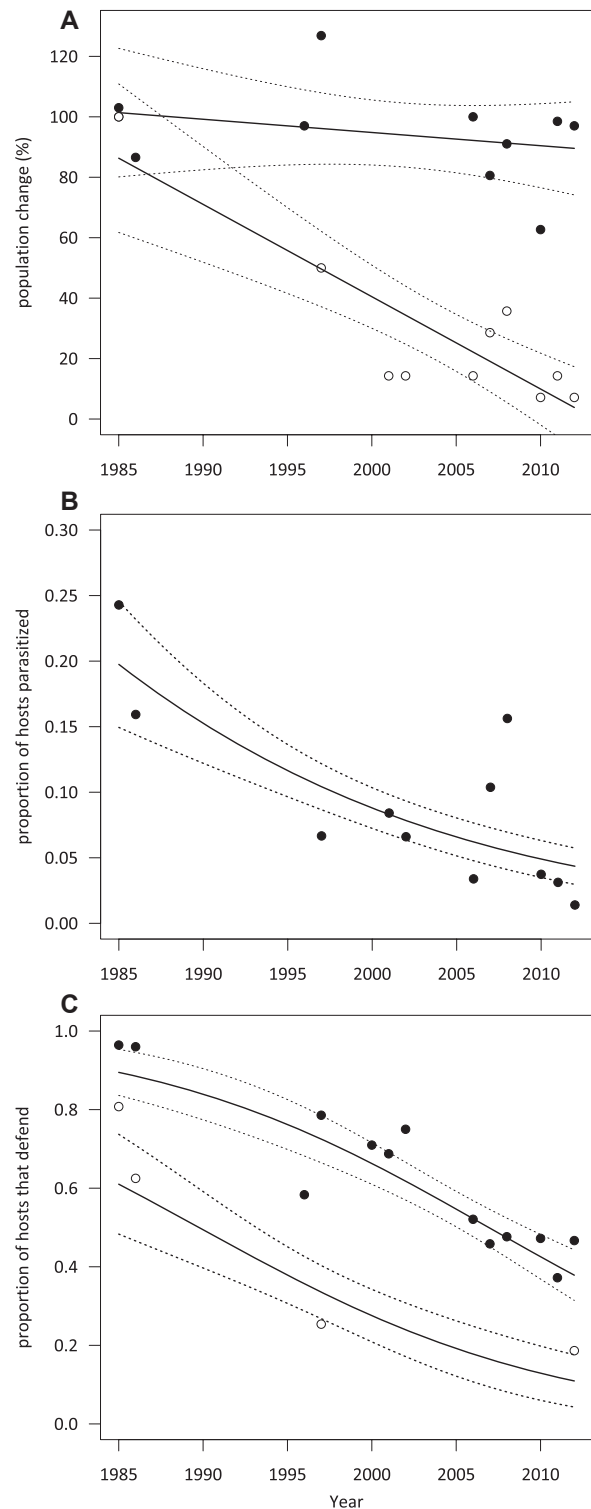 A
population change (%)
120
100
80
60
40
20
0
1985 1990 1995 2000 2005 2010
B
proportion of hosts parasitized
0.30
0.25
0.20
0.15
0.10
0.05
0.00
1985 1990 1995 2000 2005 2010
C
proportion of hosts that defend
1.0
0.8
0.6
0.4
0.2
0.0
1985 1990 1995 2000 2005 2010
Year